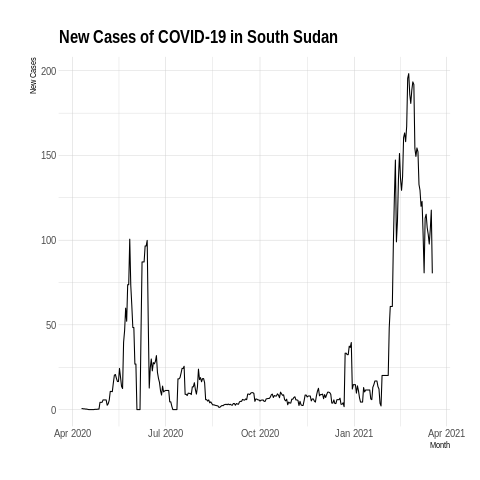 New Cases of COVID-19 in South Sudan
New Cases
200
150
100
50
0
Apr 2020 Jul 2020 Oct 2020 Jan 2021 Apr 2021
Month